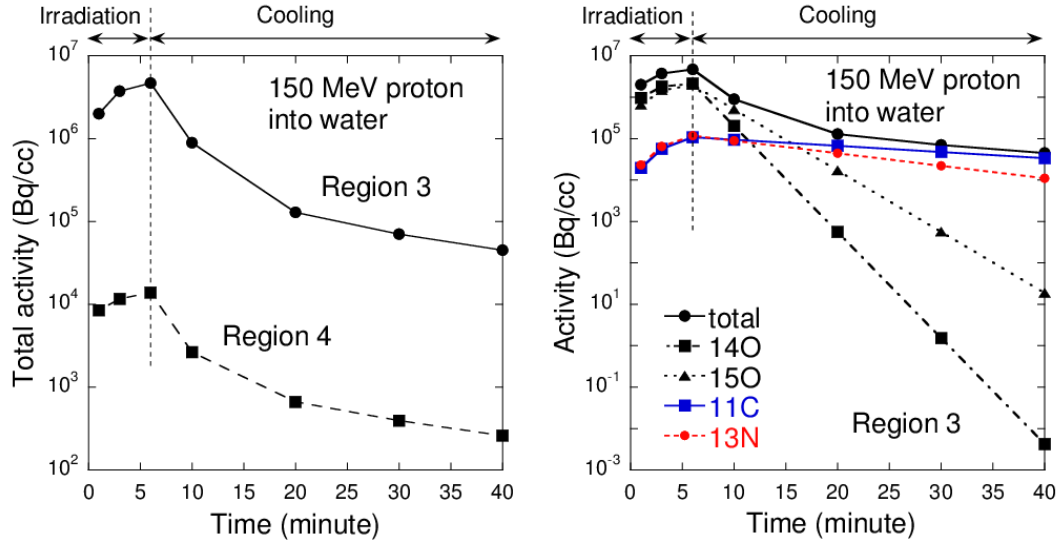 Irradiation
Cooling
10^7
10^6
10^5
10^4
10^3
10^2
Total activity (Bq/cc)
150 MeV proton
into water
Region 3
Region 4
0 5 10 15 20 25 30 35 40
Time (minute)
Irradiation
Cooling
10^7
10^5
10^3
10^1
10^-1
10^-3
Activity (Bq/cc)
150 MeV proton
into water
total
14O
15O
11C
13N
Region 3
0 5 10 15 20 25 30 35 40
Time (minute)